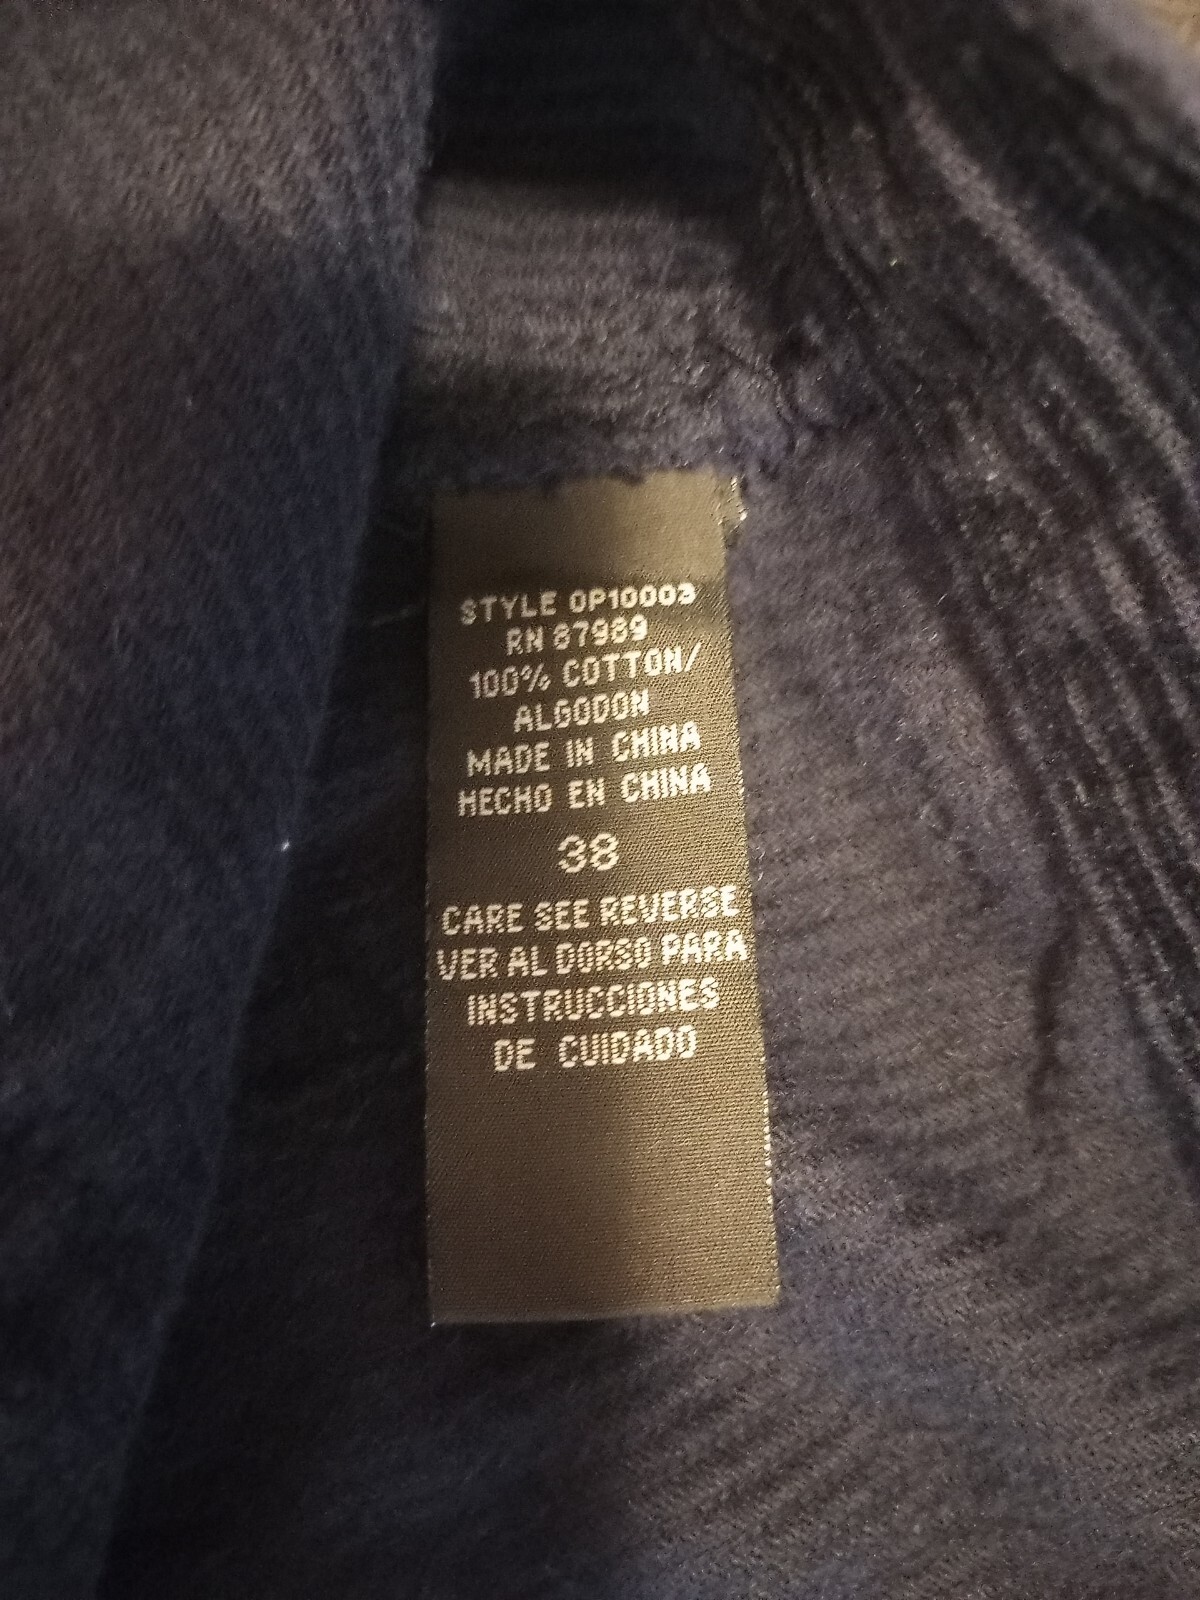 STYLE OP10003
RN 87989
100% COTTON/
ALGODON
MADE IN CHINA
HECHO EN CHINA
38
CARE SEE REVERSE
VER AL DORSO PARA
INSTRUCCIONES
DE CUIDADO